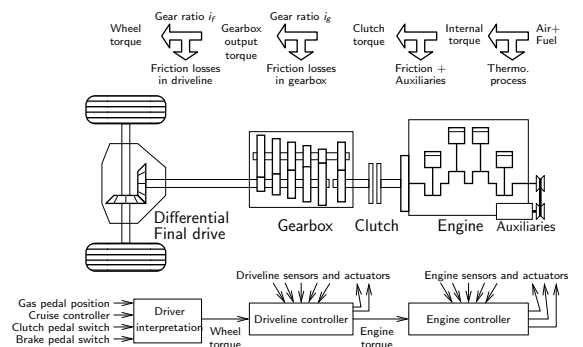 Wheel torque
Gear ratio i_f
Friction losses in driveline
Gearbox output torque
Gear ratio i_g
Friction losses in gearbox
Clutch torque
Friction + Auxiliaries
Internal torque
Thermo. process
Air+ Fuel
Differential
Final drive
Gearbox
Clutch
Engine
Auxiliaries
Gas pedal position
Cruise controller
Clutch pedal switch
Brake pedal switch
Driver interpretation
Wheel torque
Driveline sensors and actuators
Driveline controller
Engine torque
Engine sensors and actuators
Engine controller